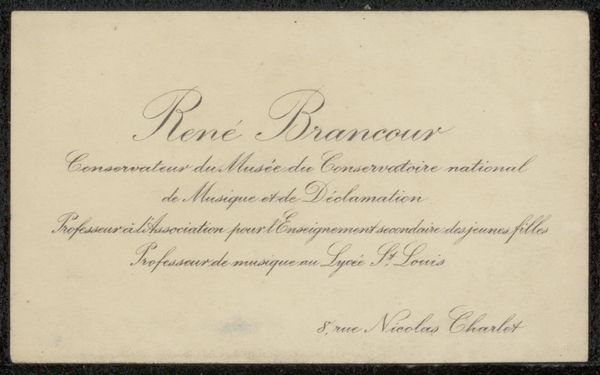 René Brancour
Conservateur du Musée du Conservatoire national
de Musique et de Déclamation
Professeur à l'Association pour l'Enseignement secondaire des jeunes filles
Professeur de musique au Lycée St. Louis
8, rue Nicolas Charlet